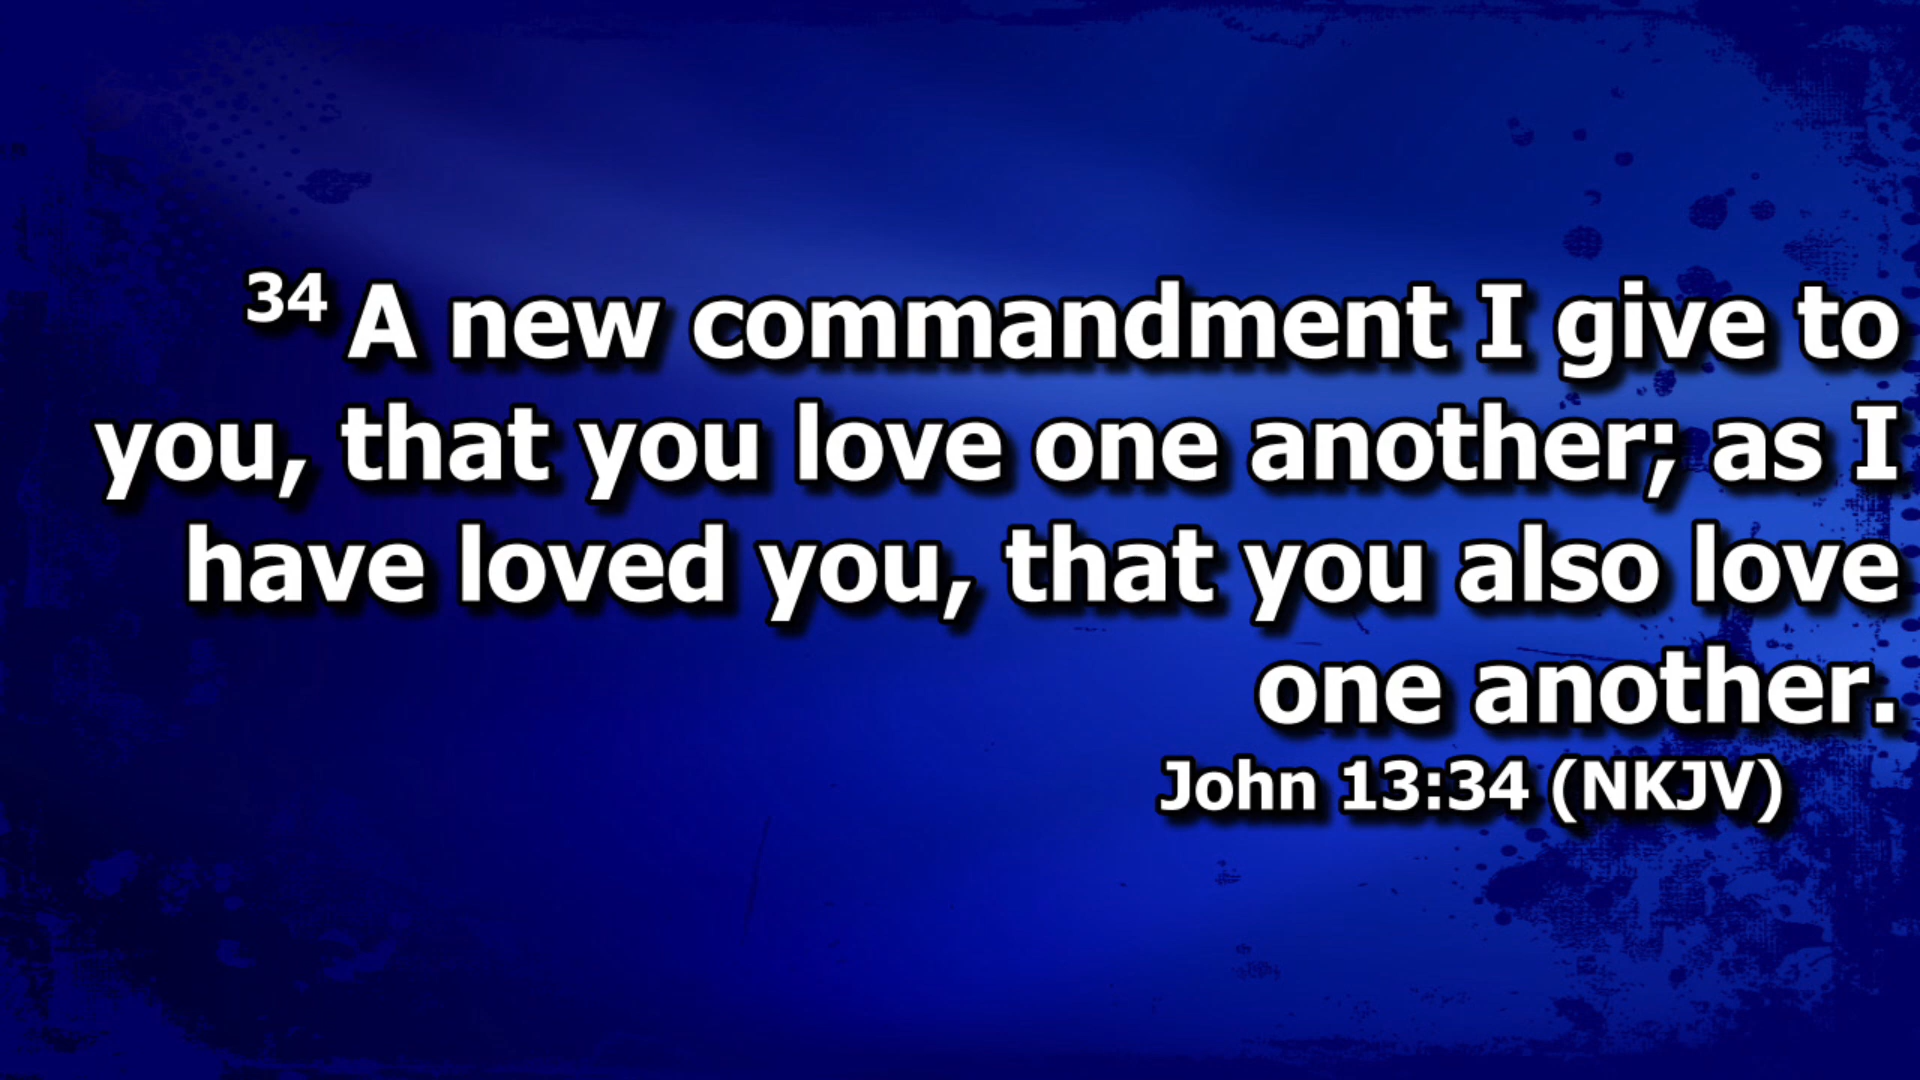 34 A new commandment I give to
you, that you love one another; as I
have loved you, that you also love
one another.
John 13:34 (NKJV)